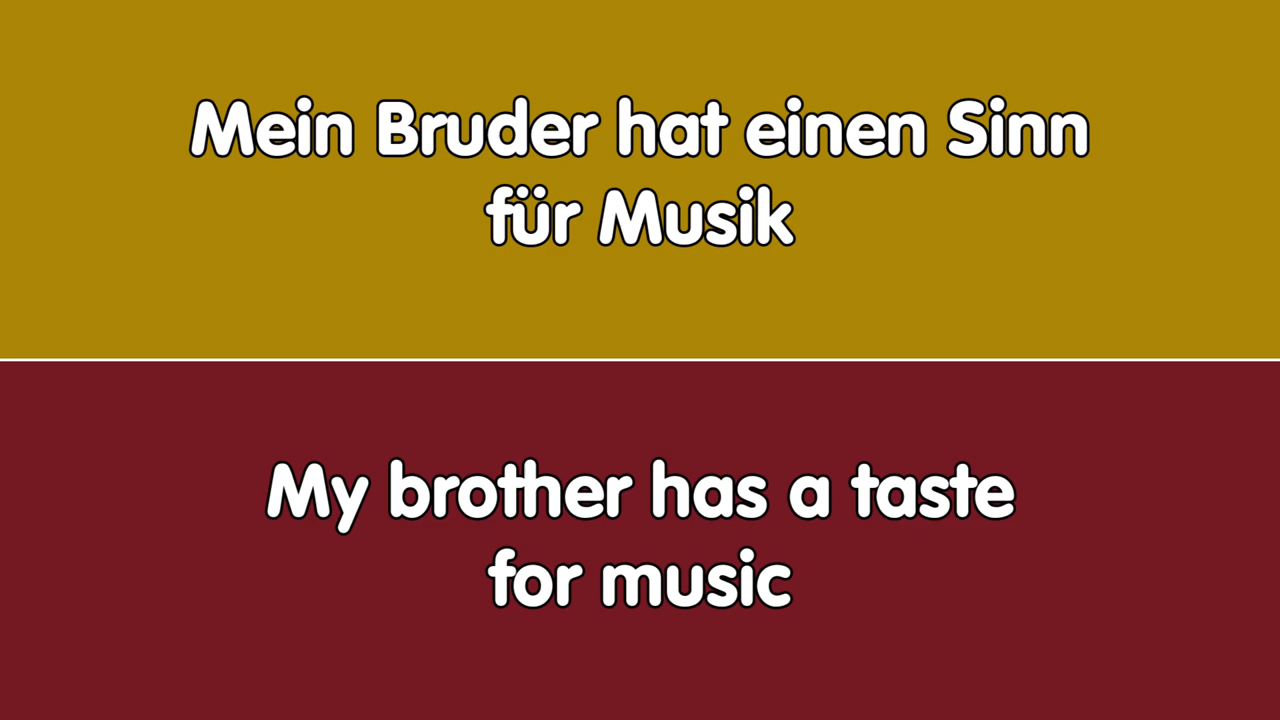 Mein Bruder hat einen Sinn
für Musik
My brother has a taste
for music